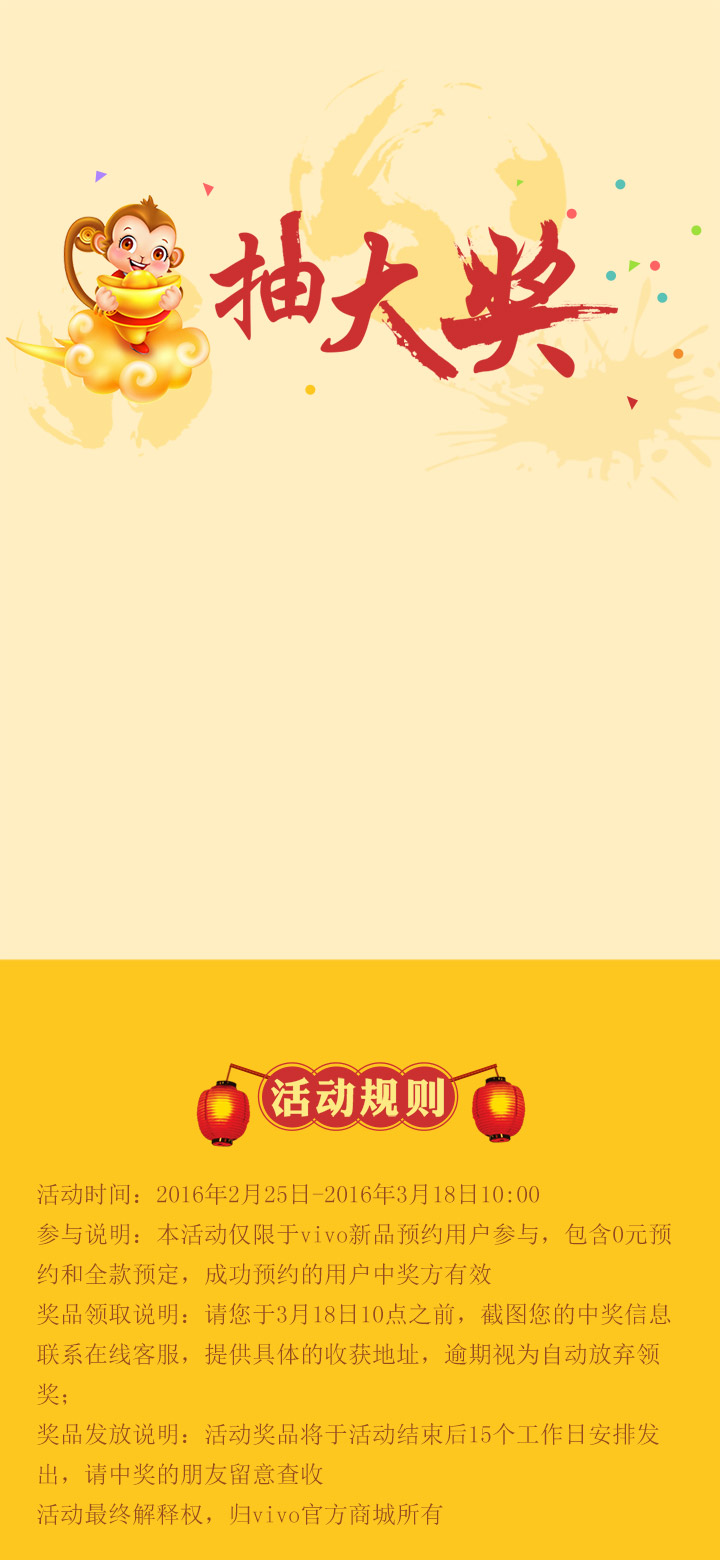 抽大奖
活动规则
活动时间：2016年2月25日-2016年3月18日10:00
参与说明：本活动仅限于vivo新品预约用户参与，包含0元预
约和全款预定，成功预约的用户中奖方有效
奖品领取说明：请您于3月18日10点之前，截图您的中奖信息
联系在线客服，提供具体的收获地址，逾期视为自动放弃领
奖；
奖品发放说明：活动奖品将于活动结束后15个工作日安排发
出，请中奖的朋友留意查收
活动最终解释权，归vivo官方商城所有